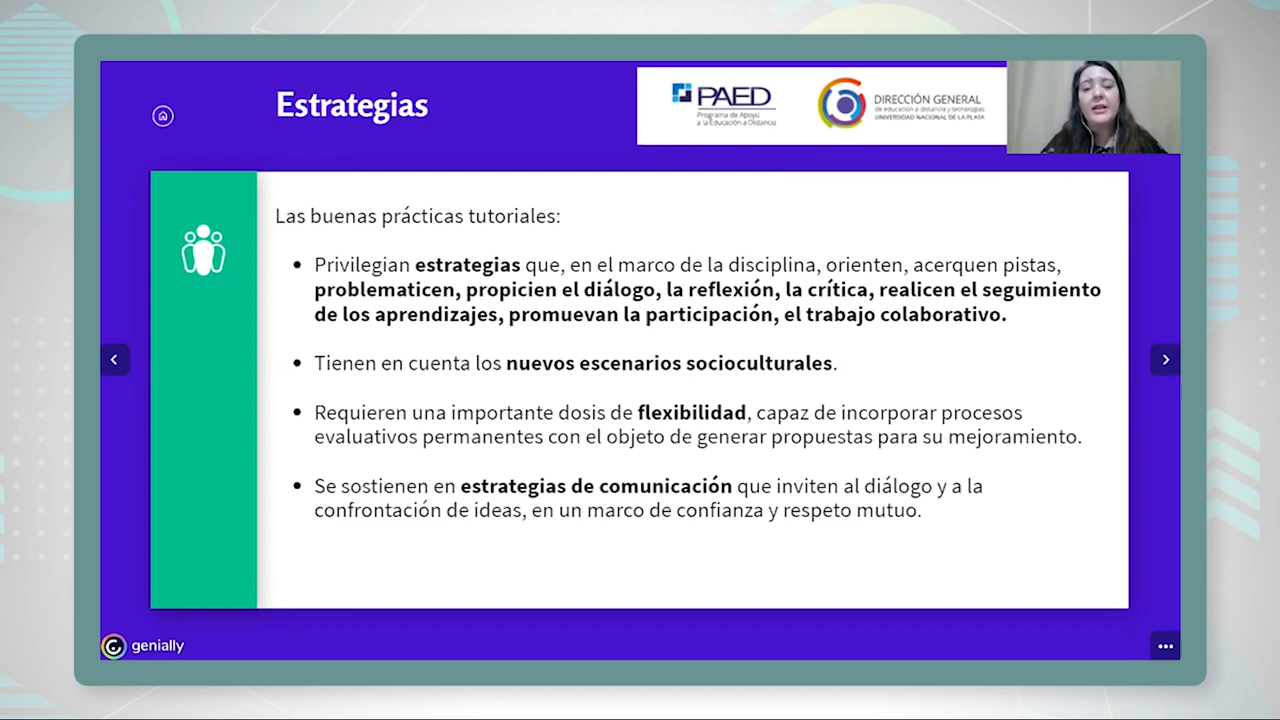 Estrategias
PAED
Programa de Apoyo
a la Educación a Distancia
DIRECCIÓN GENERAL
de educación a distancia y tecnologías
UNIVERSIDAD NACIONAL DE LA PLATA
Las buenas prácticas tutoriales:
• Privilegian estrategias que, en el marco de la disciplina, orienten, acerquen pistas,
problematicen, propicien el diálogo, la reflexión, la crítica, realicen el seguimiento
de los aprendizajes, promuevan la participación, el trabajo colaborativo.
• Tienen en cuenta los nuevos escenarios socioculturales.
• Requieren una importante dosis de flexibilidad, capaz de incorporar procesos
evaluativos permanentes con el objeto de generar propuestas para su mejoramiento.
• Se sostienen en estrategias de comunicación que inviten al diálogo y a la
confrontación de ideas, en un marco de confianza y respeto mutuo.
genially